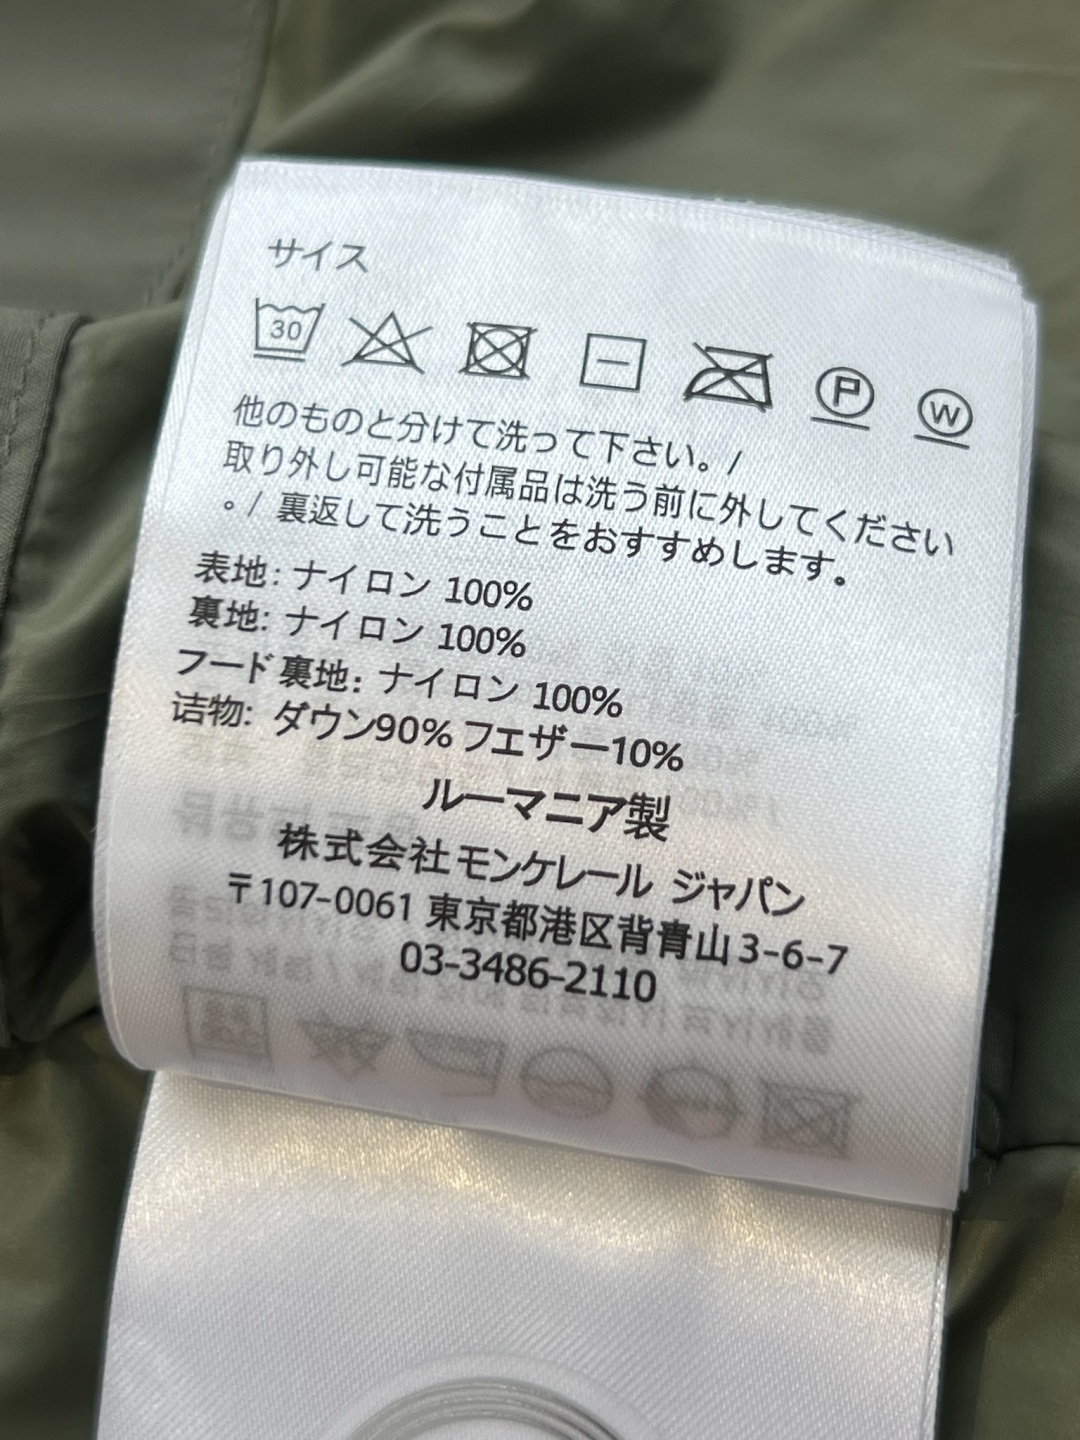 サイス
30
P
W
他のものと分けて洗って下さい。/
取り外し可能な付属品は洗う前に外してください
。/ 裏返して洗うことをおすすめします。
表地: ナイロン 100%
裏地: ナイロン 100%
フード裏地: ナイロン 100%
诘物: ダウン90% フェザー10%
ルーマニア製
株式会社モンケレール ジャパン
〒107-0061 東京都港区背青山3-6-7
03-3486-2110